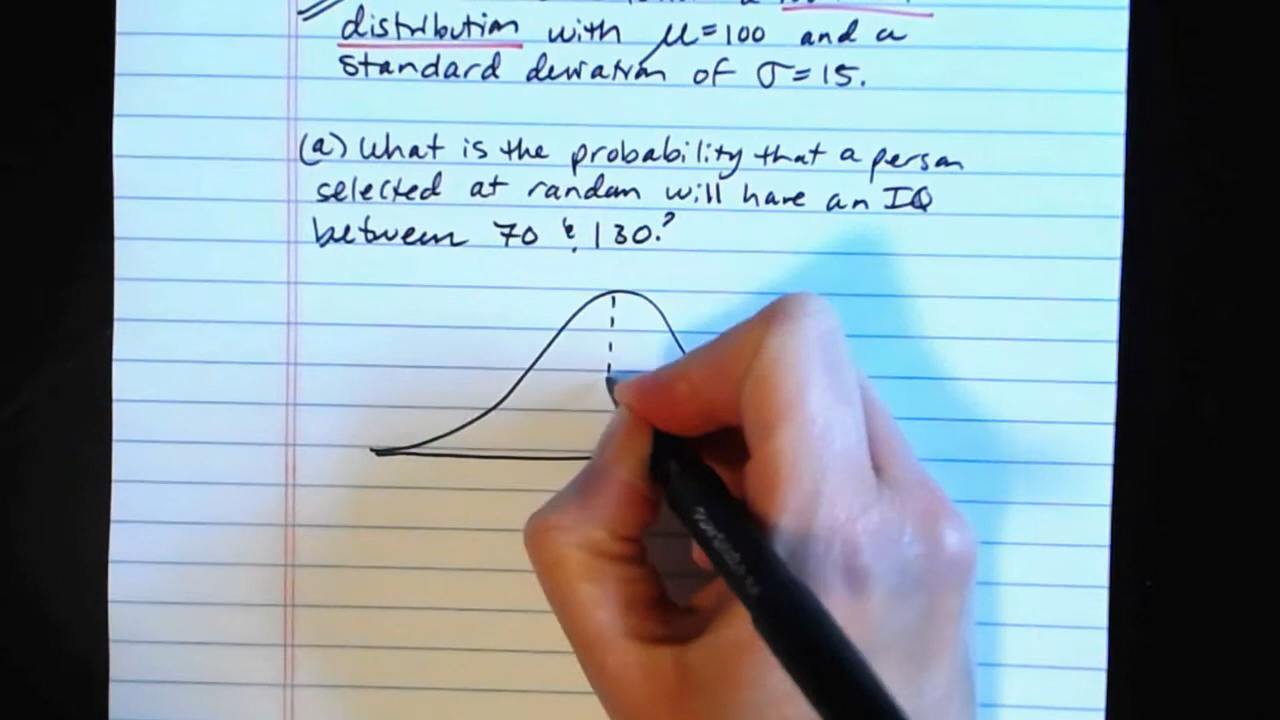 distribution with μ=100 and a
standard deviation of σ=15.
(a) What is the probability that a person
selected at random will have an IQ
between 70 & 130?